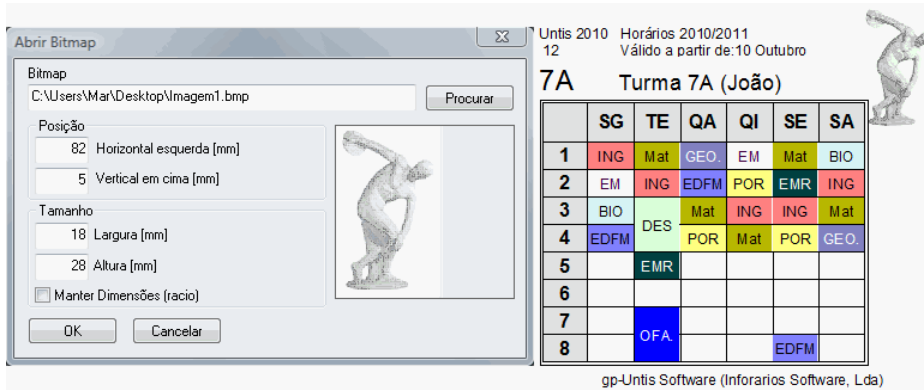 Abrir Bitmap
Bitmap
C:\Users\Mar\Desktop\Imagem1.bmp
Procurar
Posição
82 Horizontal esquerda [mm]
5 Vertical em cima [mm]
Tamanho
18 Largura [mm]
28 Altura [mm]
Manter Dimensões (racio)
OK Cancelar
Untis 2010 Horários 2010/2011
12 Válido a partir de:10 Outubro
7A Turma 7A (João)
SG TE QA QI SE SA
1 ING Mat GEO. EM Mat BIO
2 EM ING EDFM POR EMR ING
3 BIO DES Mat ING ING Mat
4 EDFM POR Mat POR GEO.
5 EMR
6
7 OFA.
8 EDFM
gp-Untis Software (Inforarios Software, Lda)